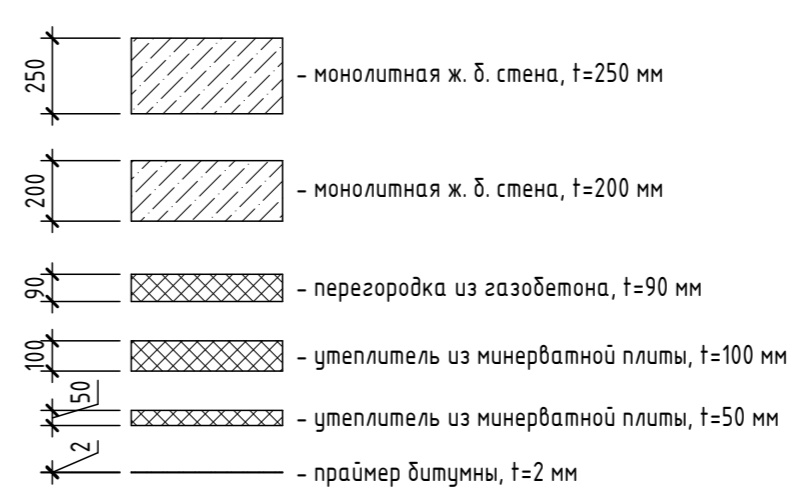 250 – монолитная ж. б. стена, t=250 мм
200 – монолитная ж. б. стена, t=200 мм
90 – перегородка из газобетона, t=90 мм
100 – утеплитель из минерватной плиты, t=100 мм
50 – утеплитель из минерватной плиты, t=50 мм
2 – праймер битумны, t=2 мм